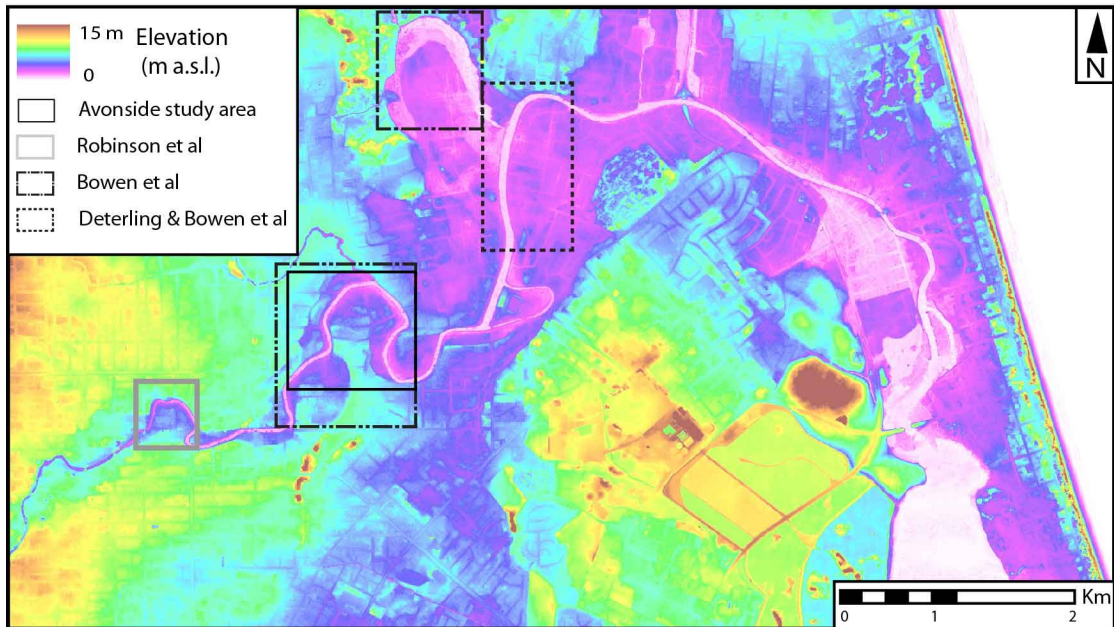 15 m
Elevation
(m a.s.l.)
0
Avonside study area
Robinson et al
Bowen et al
Deterling & Bowen et al
N
Km
0 1 2